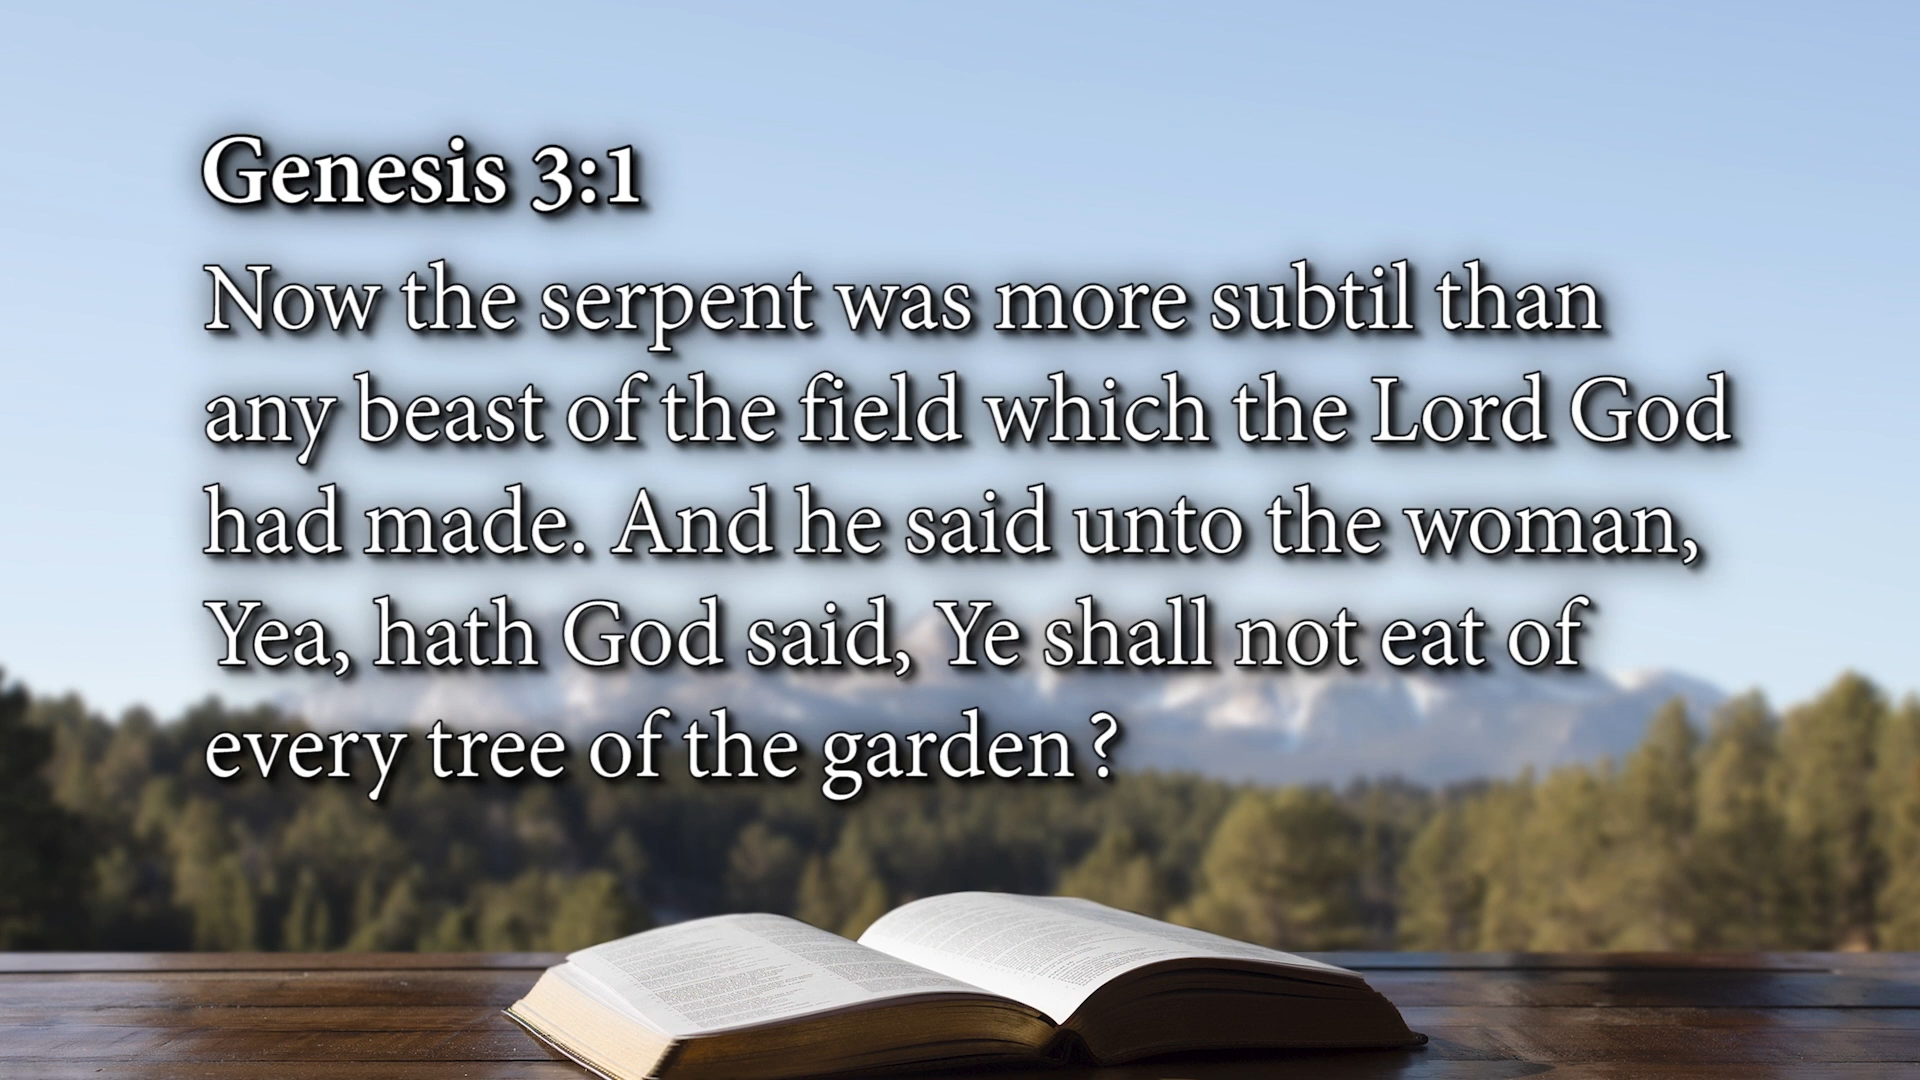 Genesis 3:1
Now the serpent was more subtil than
any beast of the field which the Lord God
had made. And he said unto the woman,
Yea, hath God said, Ye shall not eat of
every tree of the garden ?